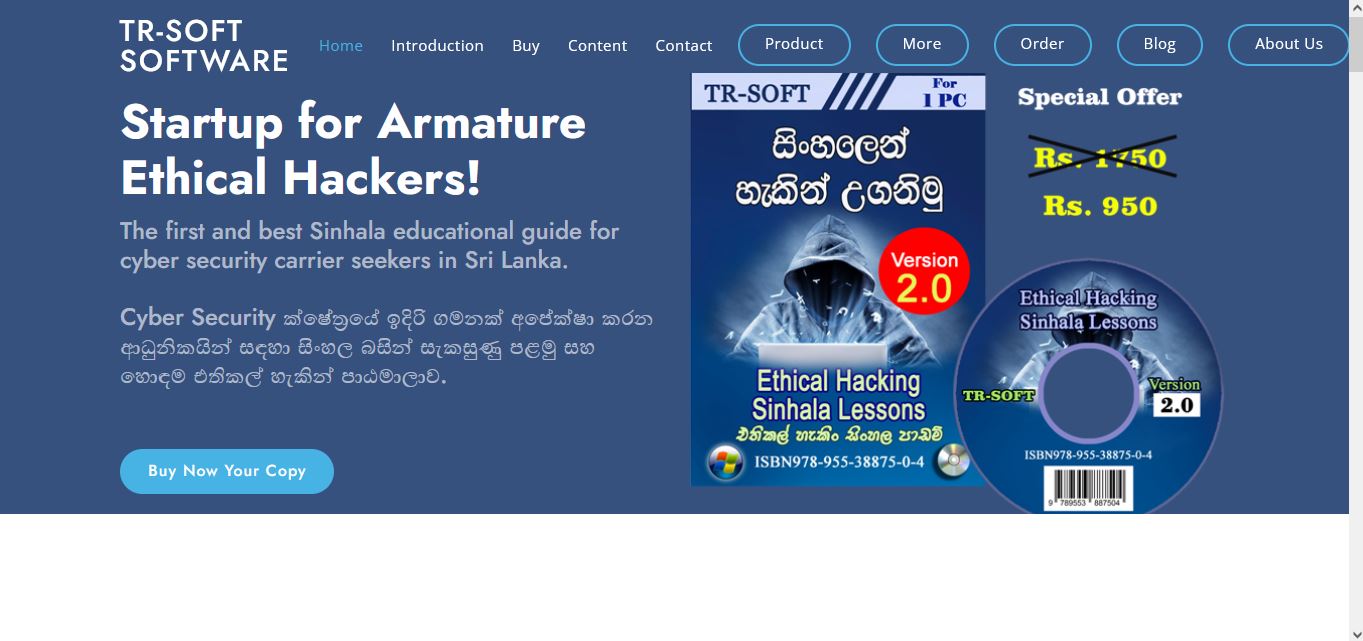 TR-SOFT
SOFTWARE
Home Introduction Buy Content Contact Product More Order Blog About Us
Startup for Armature
Ethical Hackers!
The first and best Sinhala educational guide for
cyber security carrier seekers in Sri Lanka.
Cyber Security ක්ෂේත්‍රයේ ඉදිරි ගමනක් අපේක්ෂා කරන
ආධුනිකයින් සඳහා සිංහල බසින් සැකසුණු පළමු සහ
හොඳම එතිකල් හැකින් පාඨමාලාව.
Buy Now Your Copy
TR-SOFT
For
1 PC
සිංහලෙන්
හැකින් උගනිමු
Version
2.0
Ethical Hacking
Sinhala Lessons
එතිකල් හැකිං සිංහල පාඩම්
ISBN978-955-38875-0-4
Special Offer
Rs. 1750
Rs. 950
Ethical Hacking
Sinhala Lessons
TR-SOFT
Version
2.0
ISBN978-955-38875-0-4
9 789553 887504